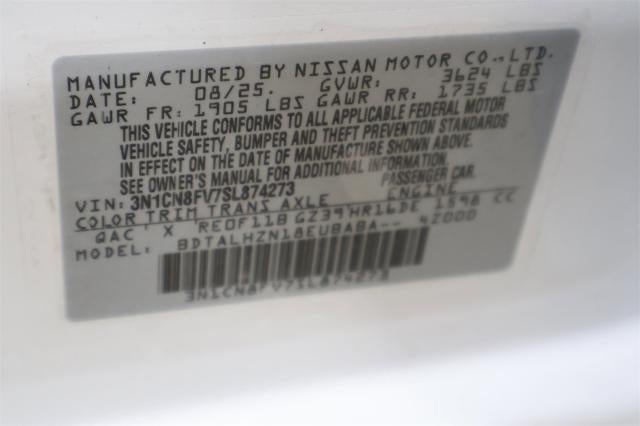 MANUFACTURED BY NISSAN MOTOR CO.,LTD.
DATE: 08/25. GVWR: 3624 LBS
GAWR FR: 1905 LBS GAWR RR: 1735 LBS
THIS VEHICLE CONFORMS TO ALL APPLICABLE FEDERAL MOTOR
VEHICLE SAFETY, BUMPER AND THEFT PREVENTION STANDARDS
IN EFFECT ON THE DATE OF MANUFACTURE SHOWN ABOVE.
SEE OWNER'S MANUAL FOR ADDITIONAL INFORMATION.
VIN: 3N1CN8FV7SL874273 PASSENGER CAR
COLOR TRIM TRANS AXLE ENGINE
QAC X RE0F11B GZ39 HR16DE 1598 CC
MODEL: BDTALHZN18EUBABA-- 4Z000
3N1CN8FV7SL874273